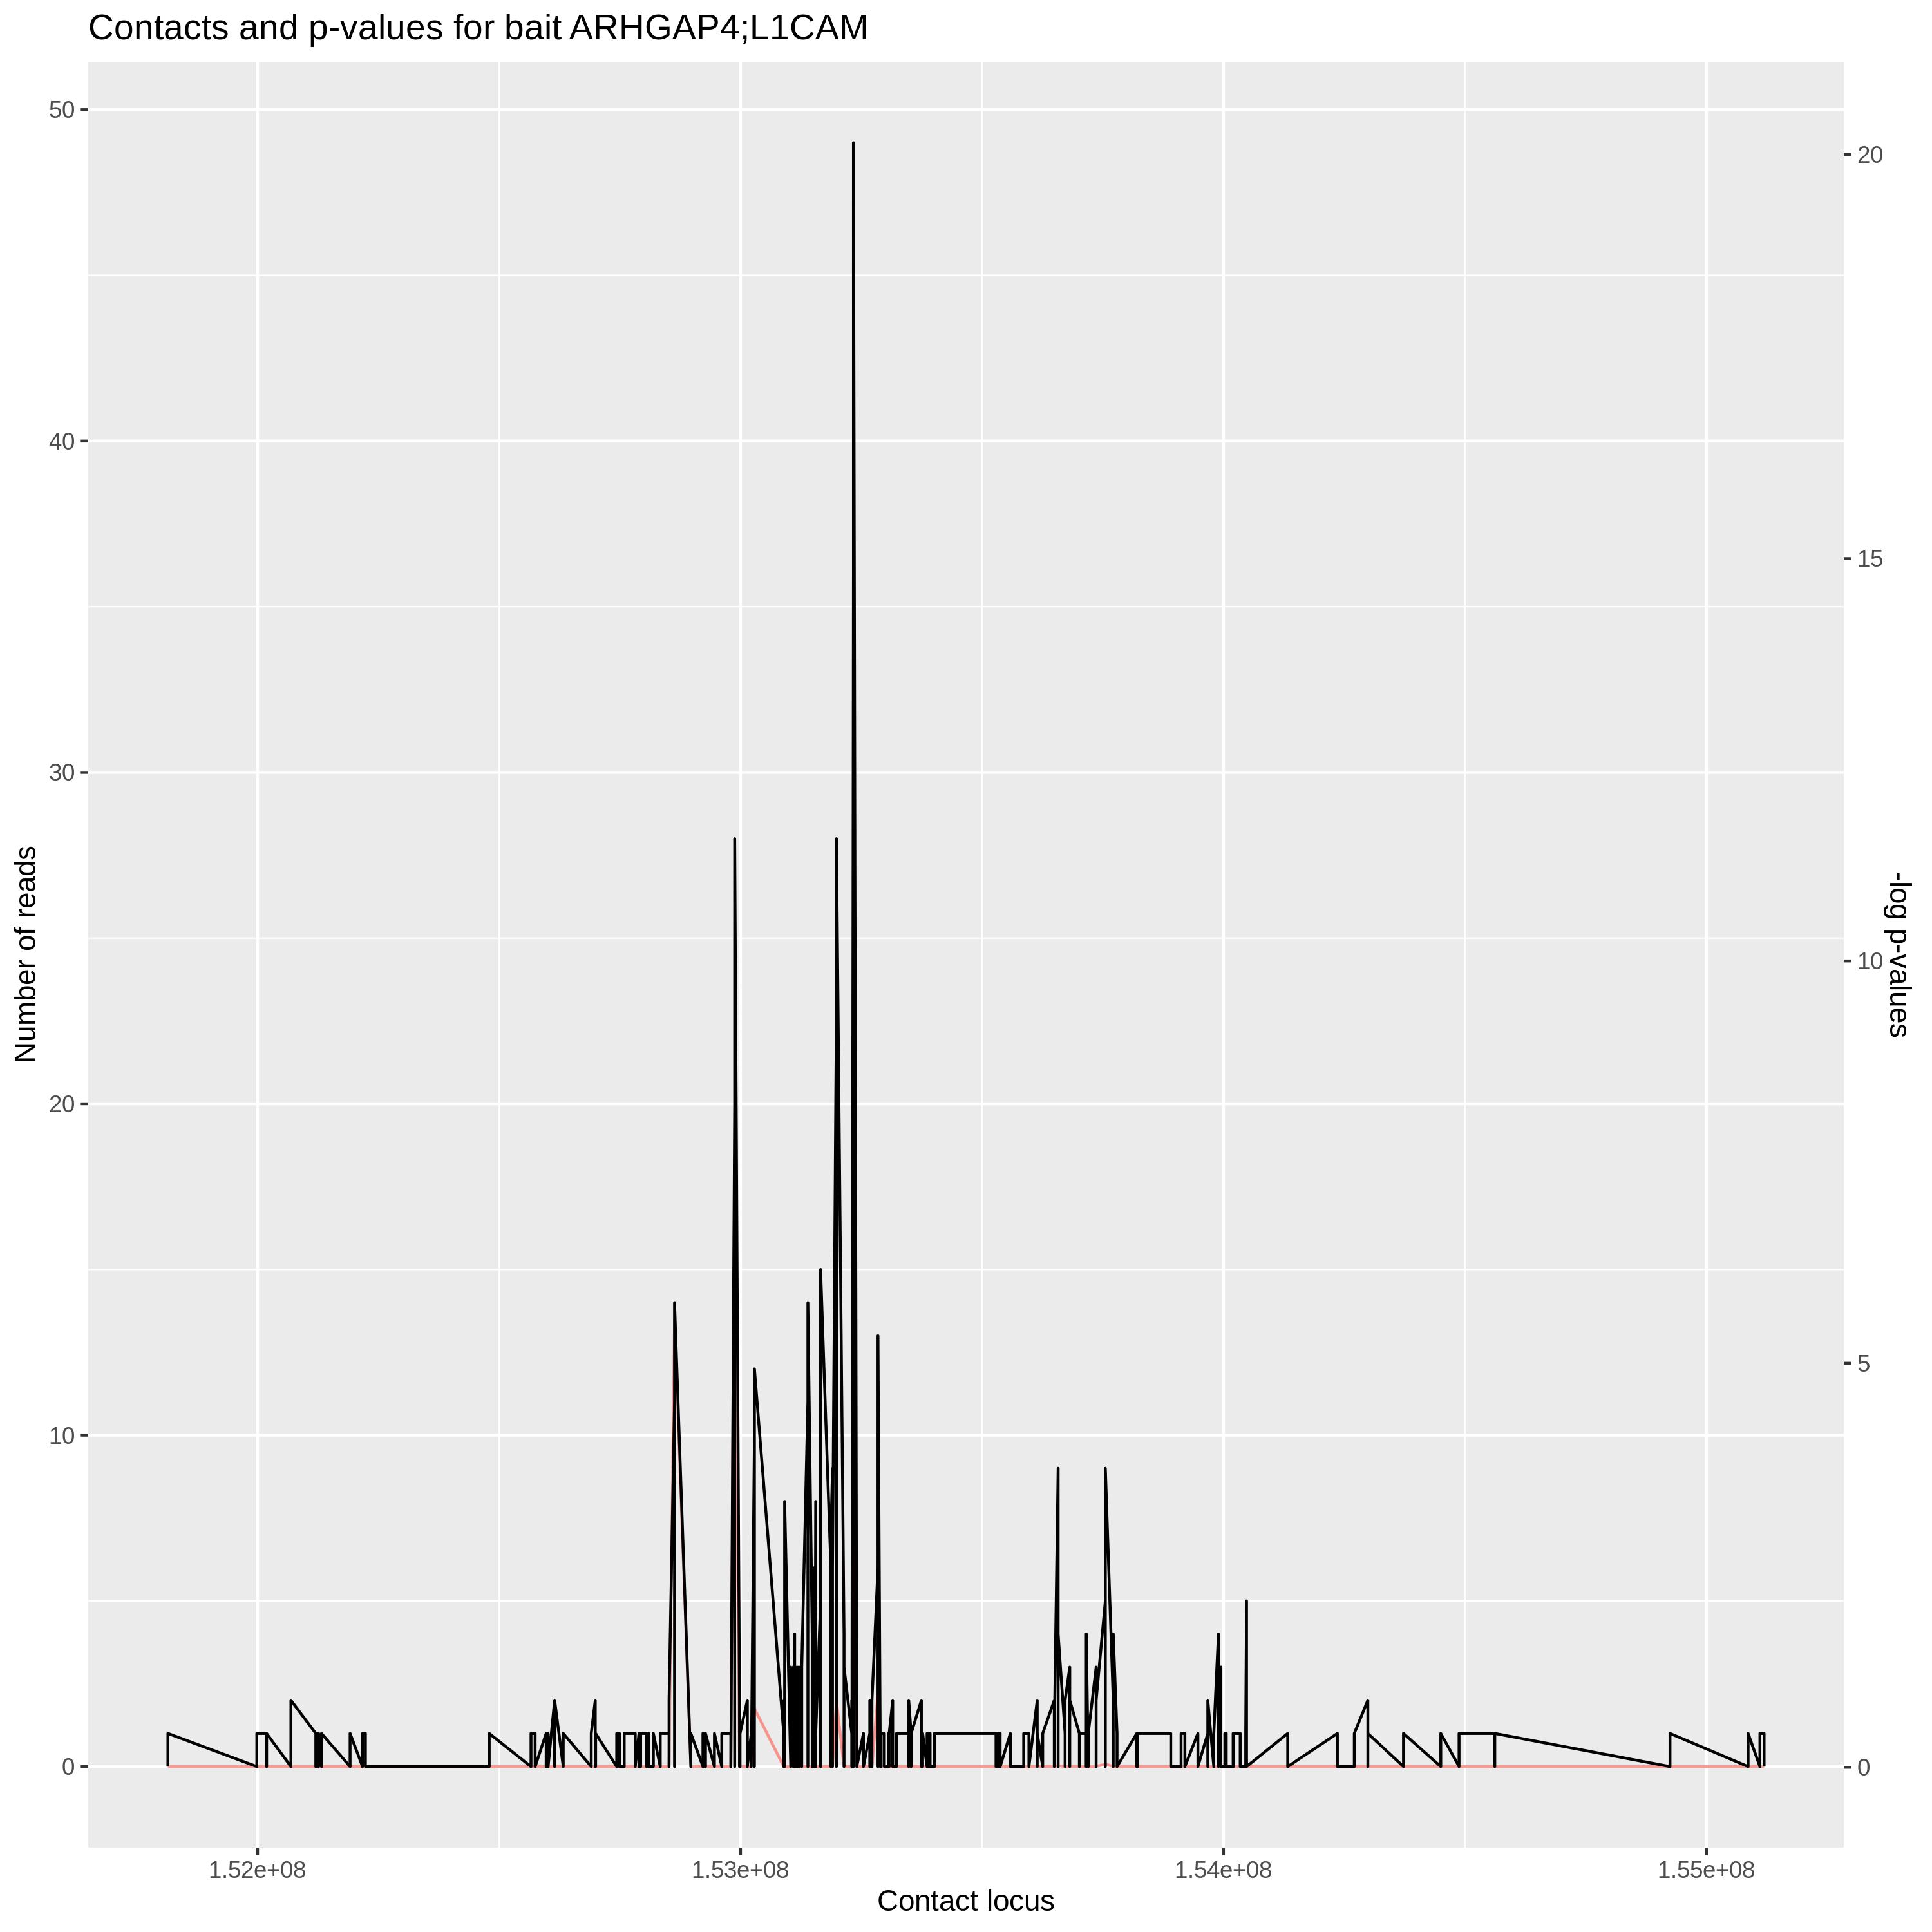 Contacts and p-values for bait ARHGAP4;L1CAM
50
40
30
20
10
0
Number of reads
20
15
10
5
0
-log p-values
1.52e+08
1.53e+08
1.54e+08
1.55e+08
Contact locus